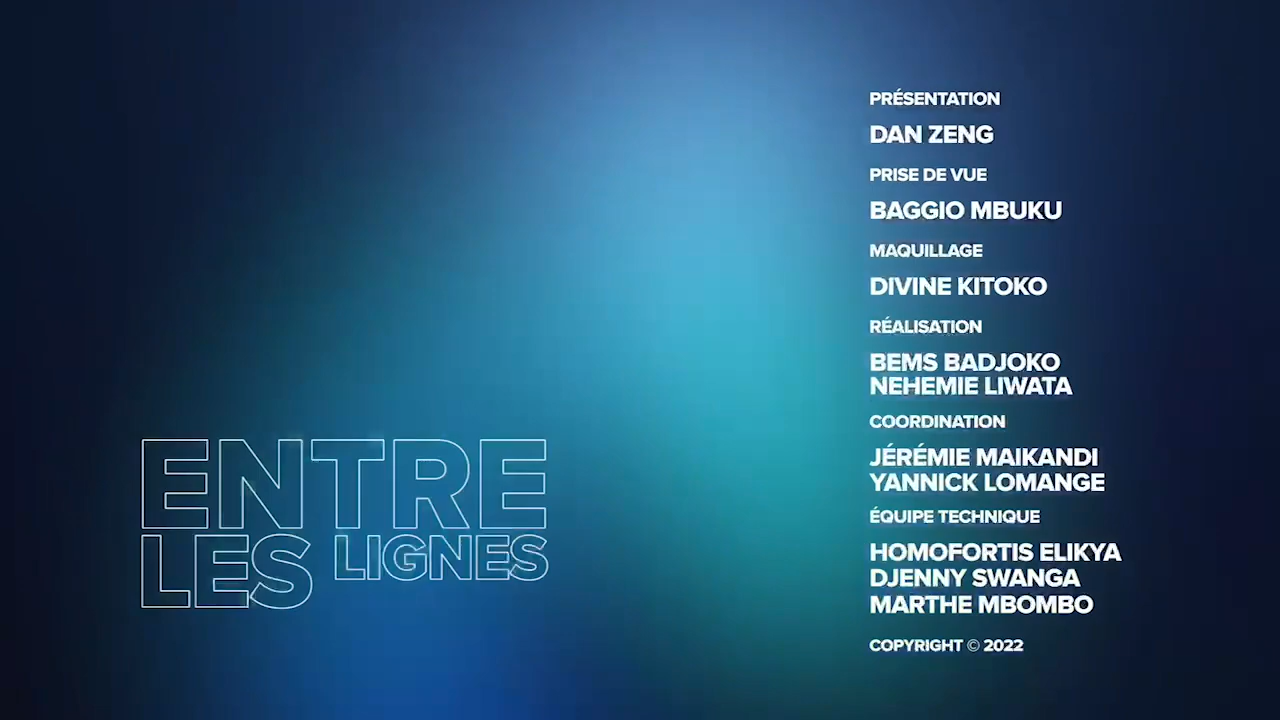 ENTRE
LES LIGNES
PRÉSENTATION
DAN ZENG
PRISE DE VUE
BAGGIO MBUKU
MAQUILLAGE
DIVINE KITOKO
RÉALISATION
BEMS BADJOKO
NEHEMIE LIWATA
COORDINATION
JÉRÉMIE MAIKANDI
YANNICK LOMANGE
ÉQUIPE TECHNIQUE
HOMOFORTIS ELIKYA
DJENNY SWANGA
MARTHE MBOMBO
COPYRIGHT © 2022